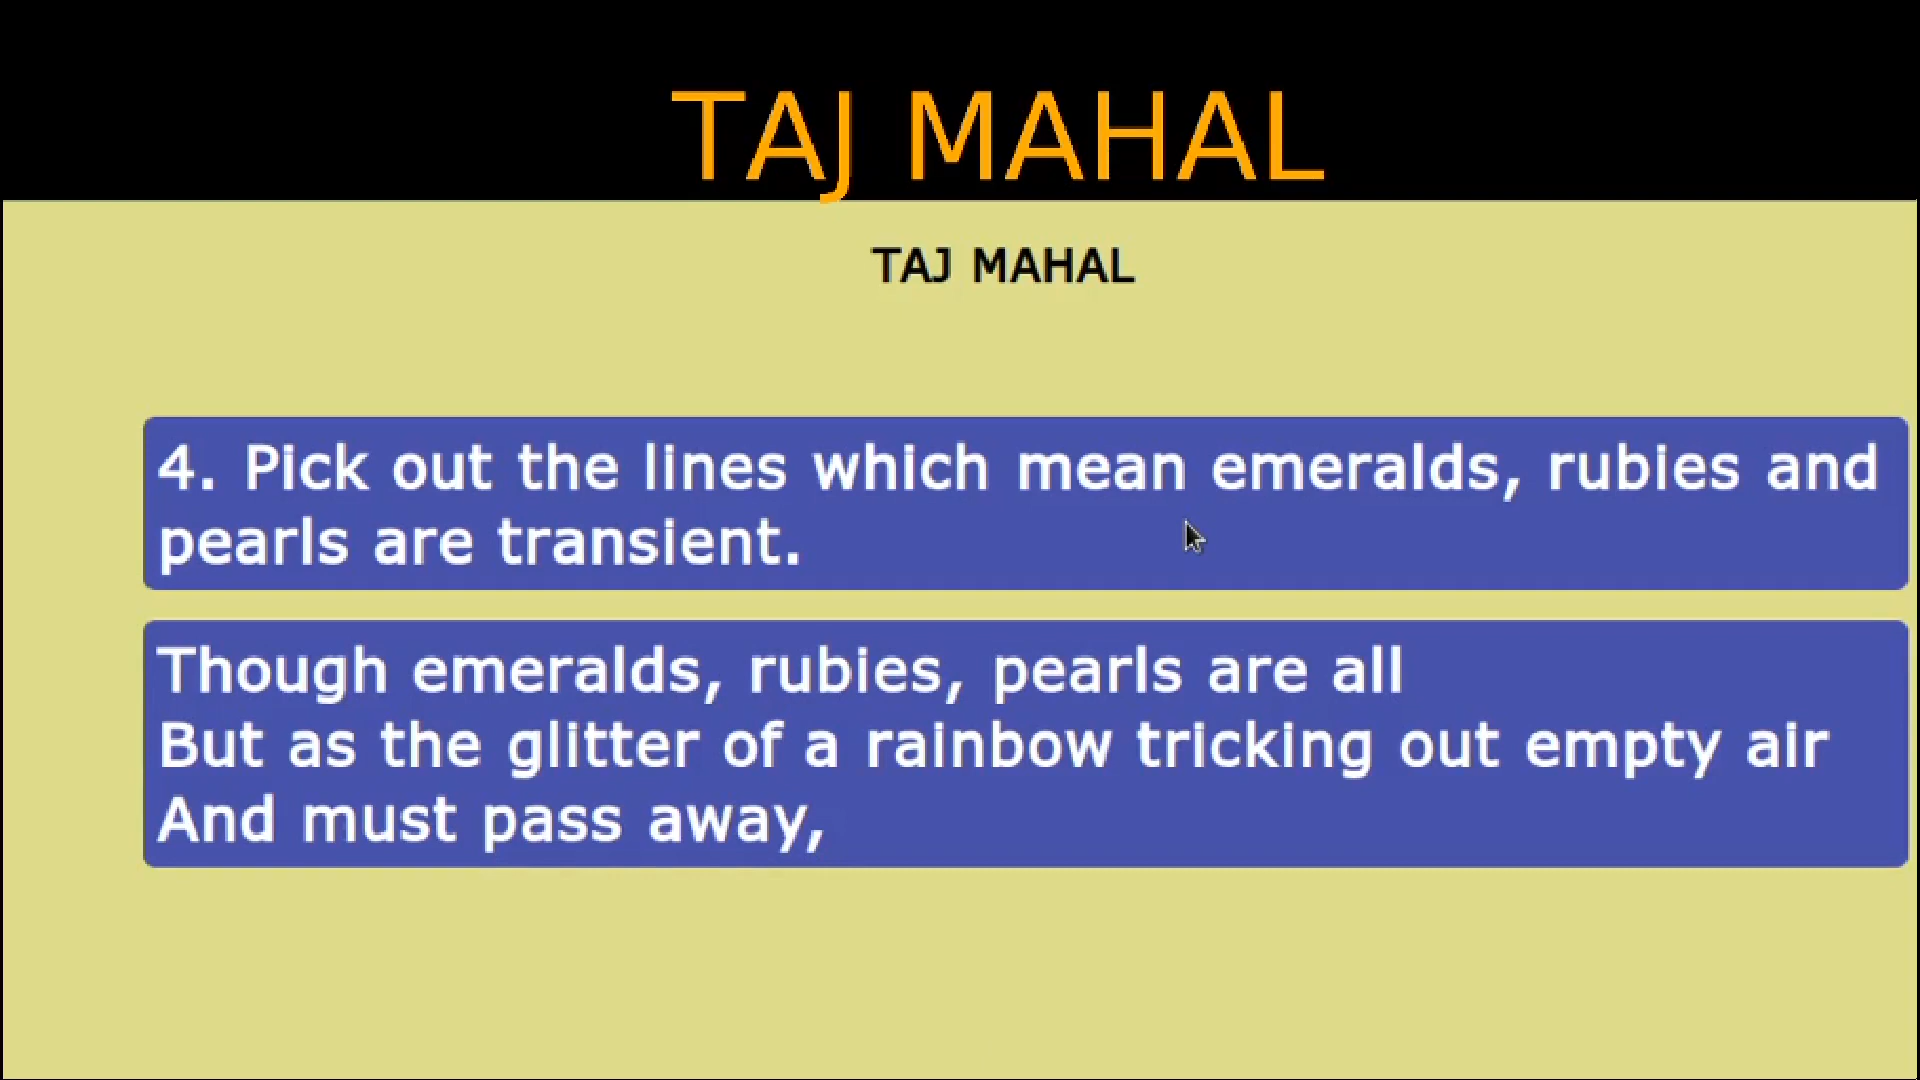 TAJ MAHAL
TAJ MAHAL
4. Pick out the lines which mean emeralds, rubies and
pearls are transient.
Though emeralds, rubies, pearls are all
But as the glitter of a rainbow tricking out empty air
And must pass away,